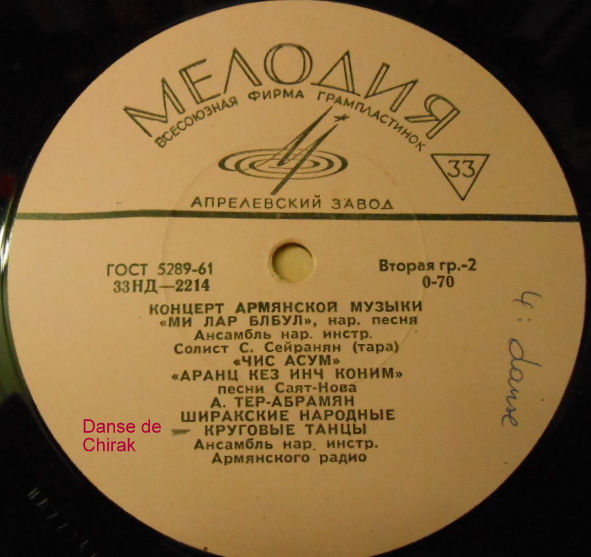 МЕЛОДИЯ
ВСЕСОЮЗНАЯ ФИРМА ГРАМПЛАСТИНОК
33
АПРЕЛЕВСКИЙ ЗАВОД
ГОСТ 5289-61
Вторая гр.-2
33НД—2214
0-70
КОНЦЕРТ АРМЯНСКОЙ МУЗЫКИ
«МИ ЛАР БЛБУЛ», нар. песня
Ансамбль нар. инстр.
Солист С. Сейранян (тара)
«ЧИС АСУМ»
«АРАНЦ КЕЗ ИНЧ КОНИМ»
песни Саят-Нова
А. ТЕР-АБРАМЯН
ШИРАКСКИЕ НАРОДНЫЕ
КРУГОВЫЕ ТАНЦЫ
Ансамбль нар. инстр.
Армянского радио
Danse de
Chirak
4: danse